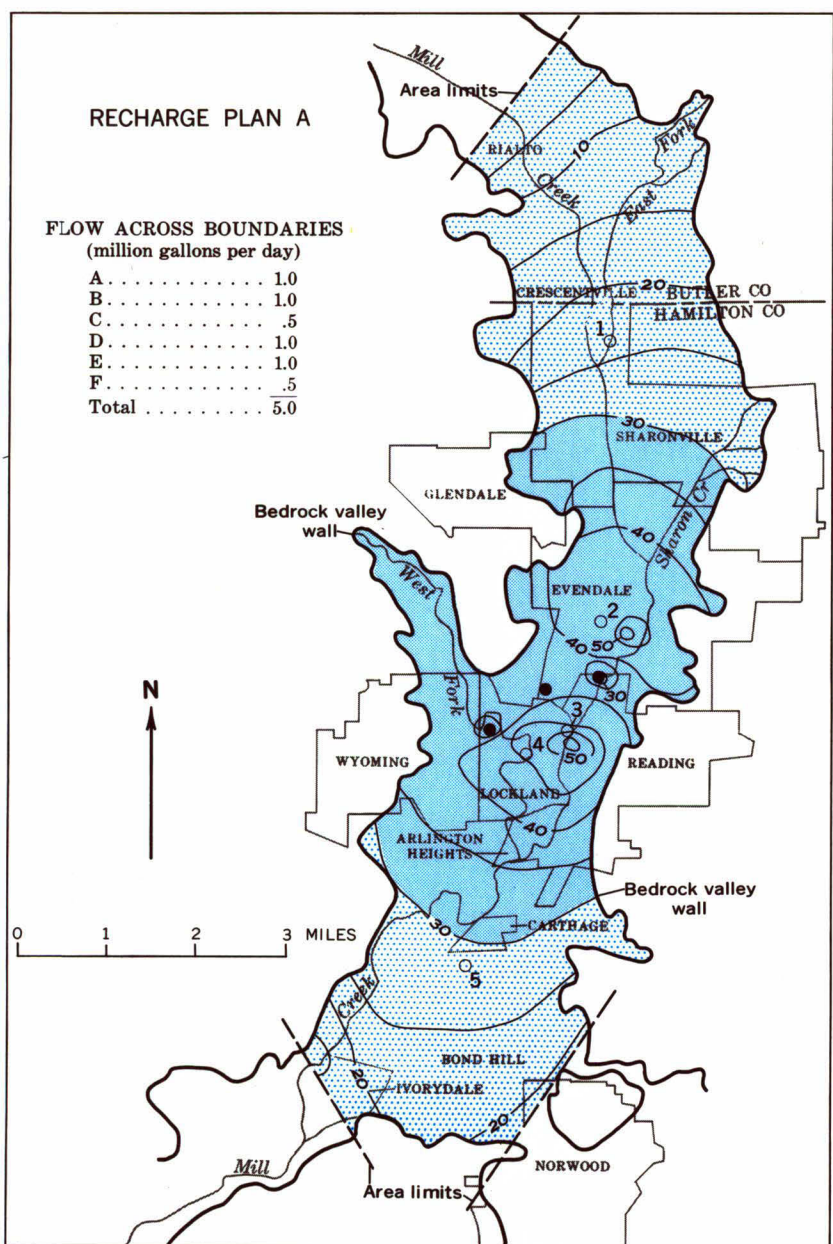 RECHARGE PLAN A
FLOW ACROSS BOUNDARIES
(million gallons per day)
A . . . . . . . . . . . . 1.0
B . . . . . . . . . . . . 1.0
C . . . . . . . . . . . . .5
D . . . . . . . . . . . . 1.0
E . . . . . . . . . . . . 1.0
F . . . . . . . . . . . . .5
Total . . . . . . . . . 5.0
Mill
Area limits
RIALTO
10
Fork
Creek
East
20
CRESCENTVILLE
BUTLER CO
HAMILTON CO
1
30
SHARONVILLE
GLENDALE
Bedrock valley
wall
40
Sharon Cr
West
EVENDALE
2
40
50
30
N
Fork
3
4
50
WYOMING
READING
LOCKLAND
40
ARLINGTON
HEIGHTS
Bedrock valley
wall
30
CARTHAGE
0 1 2 3 MILES
5
Creek
BOND HILL
20
IVORYDALE
20
Mill
NORWOOD
Area limits